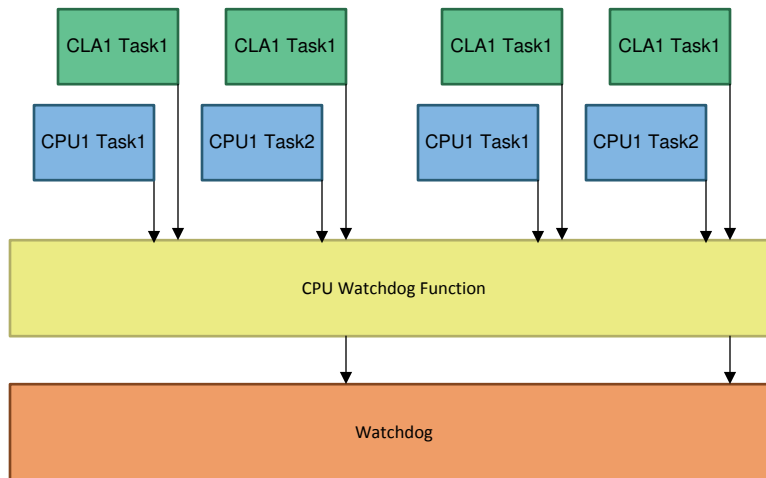 CLA1 Task1
CLA1 Task1
CLA1 Task1
CLA1 Task1
CPU1 Task1
CPU1 Task2
CPU1 Task1
CPU1 Task2
CPU Watchdog Function
Watchdog